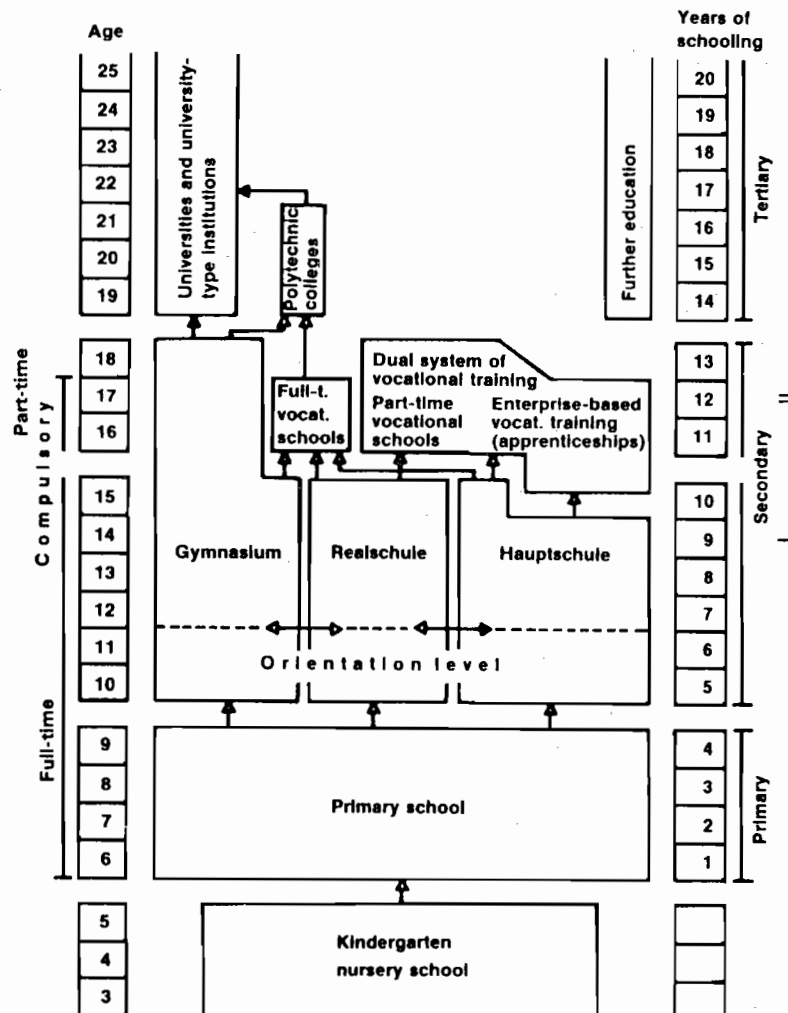 Age
Years of
schooling
25
24
23
22
21
20
19
Universities and university-
type institutions
Polytechnic
colleges
Further education
20
19
18
17
16
15
14
Tertiary
18
17
16
Part-time
Full-t.
vocat.
schools
Dual system of
vocational training
Part-time
vocational
schools
Enterprise-based
vocat. training
(apprenticeships)
13
12
11
Secondary
Compulsory
15
14
13
12
11
10
Gymnasium
Realschule
Hauptschule
Orientation level
10
9
8
7
6
5
Full-time
9
8
7
6
Primary school
4
3
2
1
Primary
5
4
3
Kindergarten
nursery school